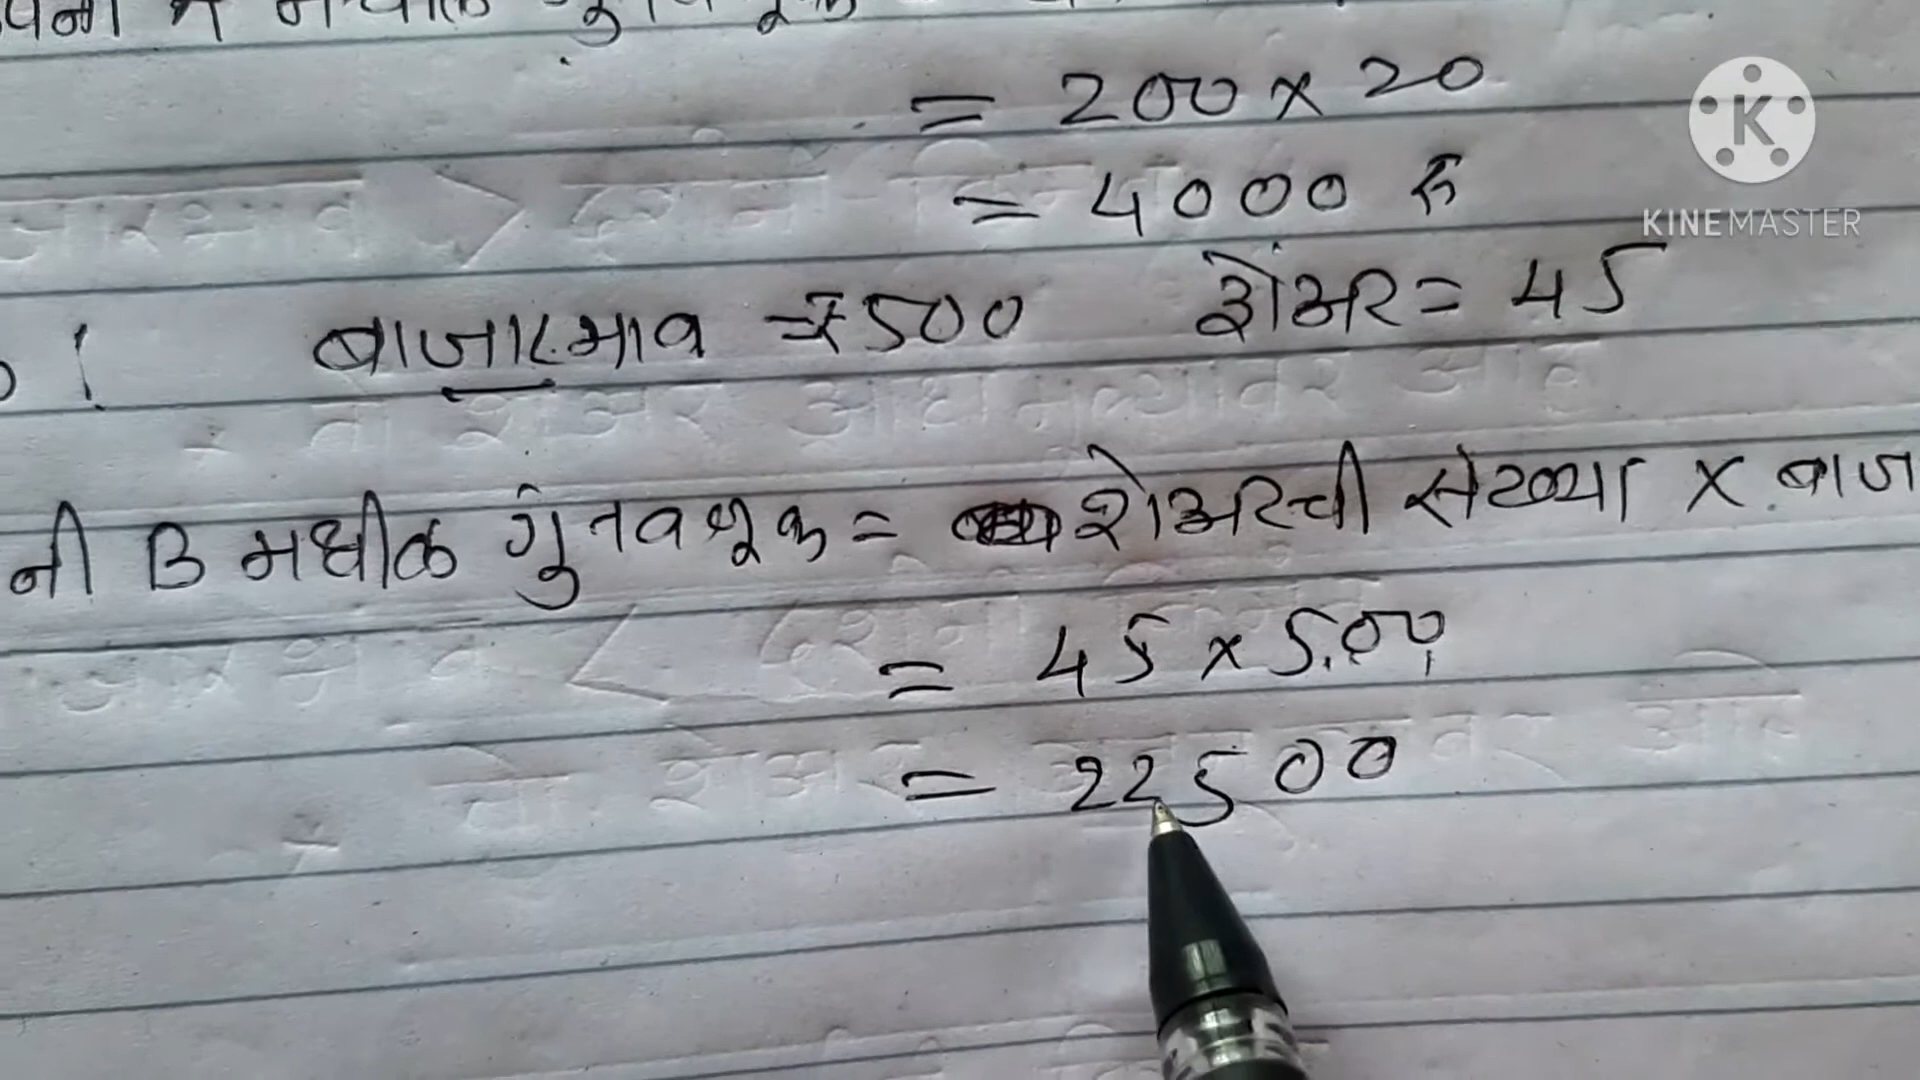 = 200 x 20
= 4000 रु
बाजारभाव = ₹500 शेअर = 45
नी B मधील गुंतवणूक = शेअरची संख्या x बाज
= 45 x 500
= 22500
K
KINEMASTER